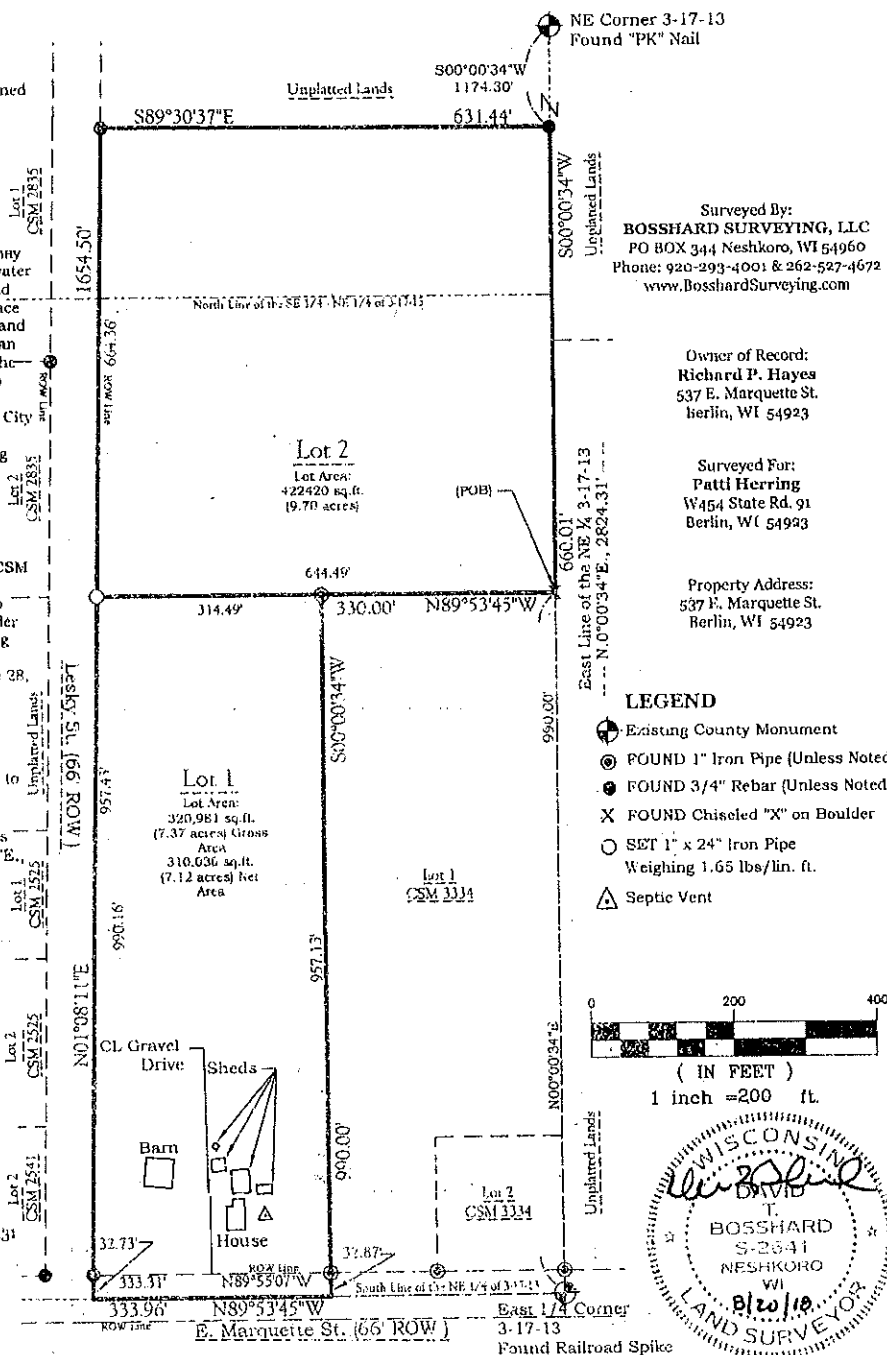 NE Corner 3-17-13
Found "PK" Nail
S00°00'34"W
1174.30'
Unplatted Lands
S89°30'37"E
631.44'
N
ned
Lot 1
CSM 2835
1654.50'
664.36'
ROW Line
S00°00'34"W
Unplatted Lands
Surveyed By:
BOSSHARD SURVEYING, LLC
PO BOX 344 Neshkoro, WI 54960
Phone: 920-293-4001 & 262-527-4672
www.BosshardSurveying.com
ater
ace
and
an
North Line of the SE 1/4 - NE 1/4 of 3-17-13
ROW Line
City
Lot 2
CSM 2835
Owner of Record:
Richard P. Hayes
537 E. Marquette St.
Berlin, WI 54923
Lot 2
Lot Area:
422420 sq.ft.
(9.70 acres)
(POB)
Surveyed For:
Patti Herring
W454 State Rd. 91
Berlin, WI 54923
660.01'
East Line of the NE ¼ 3-17-13
N.0°00'34"E., 2824.31'
CSM
644.49'
314.49'
330.00'
N89°53'45"W
Property Address:
537 E. Marquette St.
Berlin, WI 54923
28,
Unplatted Lands
Lesky St. (66' ROW)
957.43'
S00°00'34"W
990.00'
to
Lot 1
Lot Area:
320,981 sq.ft.
(7.37 acres) Gross
Area
310,036 sq.ft.
(7.12 acres) Net
Area
LEGEND
Existing County Monument
FOUND 1" Iron Pipe (Unless Noted
FOUND 3/4" Rebar (Unless Noted
X FOUND Chiseled "X" on Boulder
SET 1" x 24" Iron Pipe
Weighing 1.65 lbs/lin. ft.
Septic Vent
"E.,
Lot 1
CSM 2525
990.16'
957.13'
Lot 1
CSM 3334
N01°08'11"E
Lot 2
CSM 2525
CL Gravel
Drive
Sheds
N00°00'34"E
0 200 400
( IN FEET )
1 inch =200 ft.
Barn
990.00'
Lot 2
CSM 2541
House
Lot 2
CSM 3334
Unplatted Lands
31
32.73'
32.87'
ROW Line
333.31'
N89°55'07"W
South Line of the NE 1/4 of 3-17-13
333.96'
N89°53'45"W
ROW Line
E. Marquette St. (66' ROW )
East 1/4 Corner
3-17-13
Found Railroad Spike
WISCONSIN
DAVID
T.
BOSSHARD
S-2641
NESHKORO
WI
8/20/18
LAND SURVEYOR